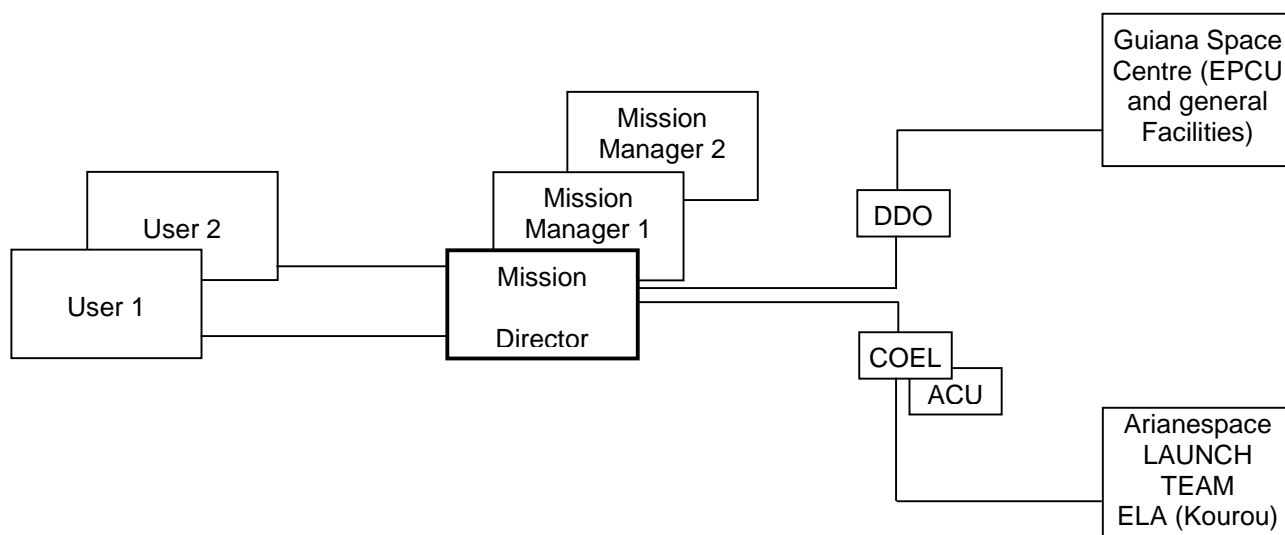 Guiana Space
Centre (EPCU
and general
Facilities)
Mission
Manager 2
Mission
Manager 1
DDO
User 2
Mission
Director
User 1
COEL
ACU
Arianespace
LAUNCH
TEAM
ELA (Kourou)